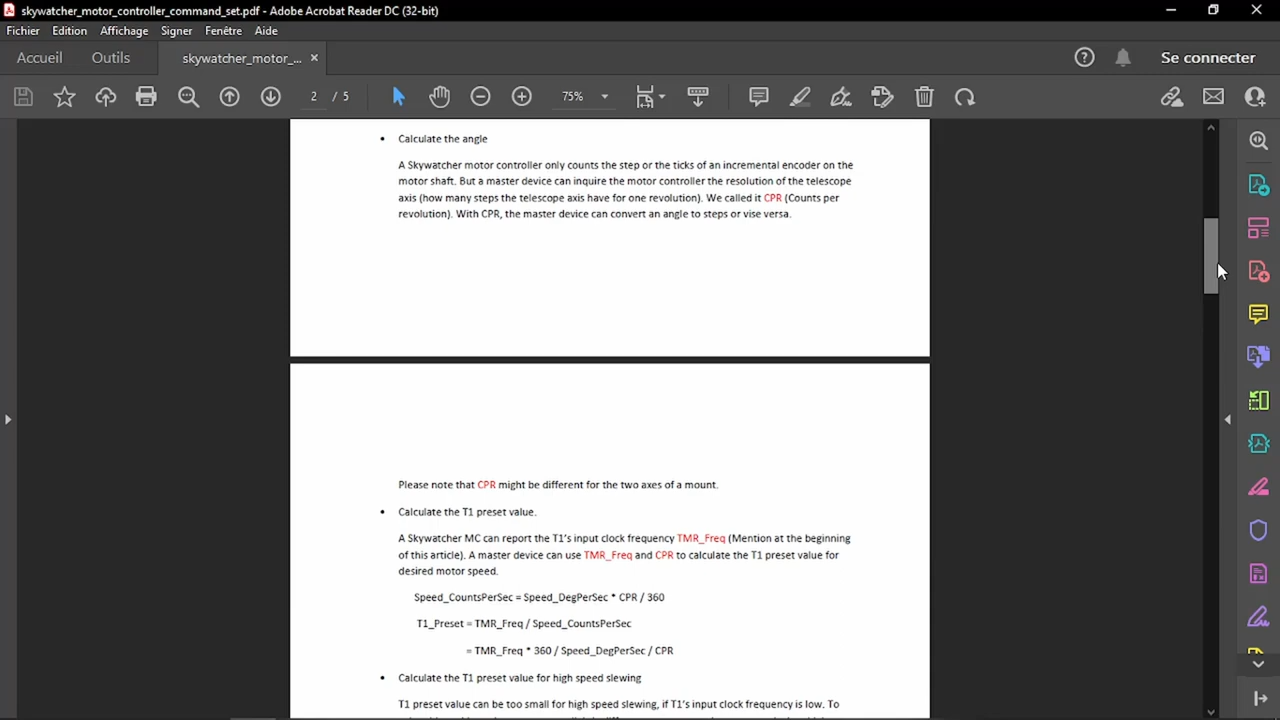 skywatcher_motor_controller_command_set.pdf - Adobe Acrobat Reader DC (32-bit)
Fichier Edition Affichage Signer Fenêtre Aide
Accueil Outils skywatcher_motor_... × Se connecter
2 / 5 75%
• Calculate the angle
A Skywatcher motor controller only counts the step or the ticks of an incremental encoder on the
motor shaft. But a master device can inquire the motor controller the resolution of the telescope
axis (how many steps the telescope axis have for one revolution). We called it CPR (Counts per
revolution). With CPR, the master device can convert an angle to steps or vise versa.
Please note that CPR might be different for the two axes of a mount.
• Calculate the T1 preset value.
A Skywatcher MC can report the T1's input clock frequency TMR_Freq (Mention at the beginning
of this article). A master device can use TMR_Freq and CPR to calculate the T1 preset value for
desired motor speed.
Speed_CountsPerSec = Speed_DegPerSec * CPR / 360
T1_Preset = TMR_Freq / Speed_CountsPerSec
= TMR_Freq * 360 / Speed_DegPerSec / CPR
• Calculate the T1 preset value for high speed slewing
T1 preset value can be too small for high speed slewing, if T1's input clock frequency is low. To